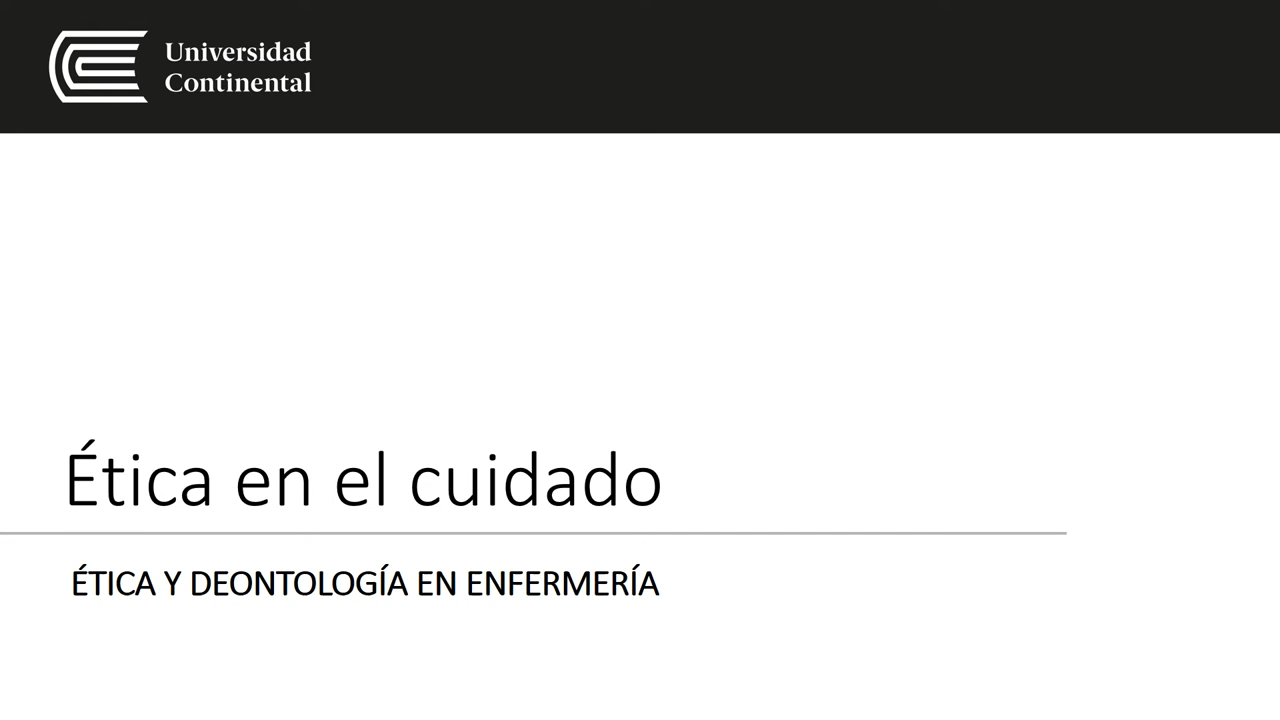 Universidad
Continental
Ética en el cuidado
ÉTICA Y DEONTOLOGÍA EN ENFERMERÍA